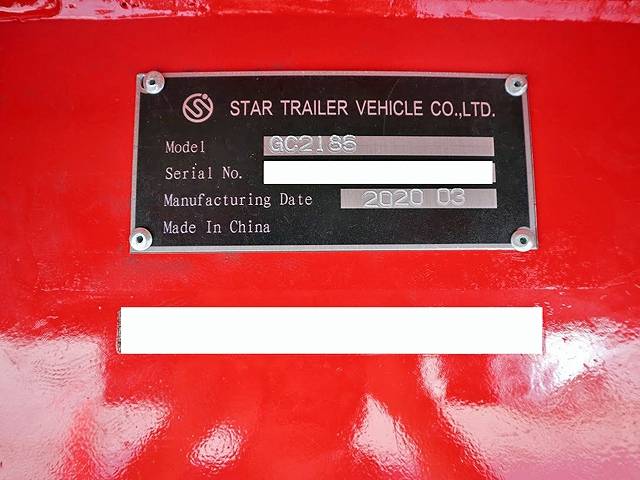 STAR TRAILER VEHICLE CO.,LTD.
Model GC2186
Serial No.
Manufacturing Date 2020 03
Made In China